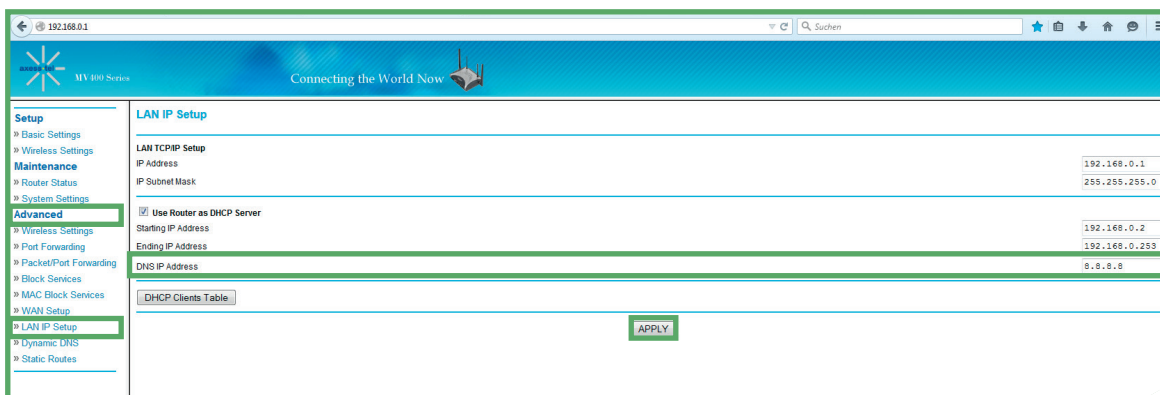 192.168.0.1
Suchen
axesstel
MV400 Series
Connecting the World Now
Setup
» Basic Settings
» Wireless Settings
Maintenance
» Router Status
» System Settings
Advanced
» Wireless Settings
» Port Forwarding
» Packet/Port Forwarding
» Block Services
» MAC Block Services
» WAN Setup
» LAN IP Setup
» Dynamic DNS
» Static Routes
LAN IP Setup
LAN TCP/IP Setup
IP Address 192.168.0.1
IP Subnet Mask 255.255.255.0
Use Router as DHCP Server
Starting IP Address 192.168.0.2
Ending IP Address 192.168.0.253
DNS IP Address 8.8.8.8
DHCP Clients Table
APPLY